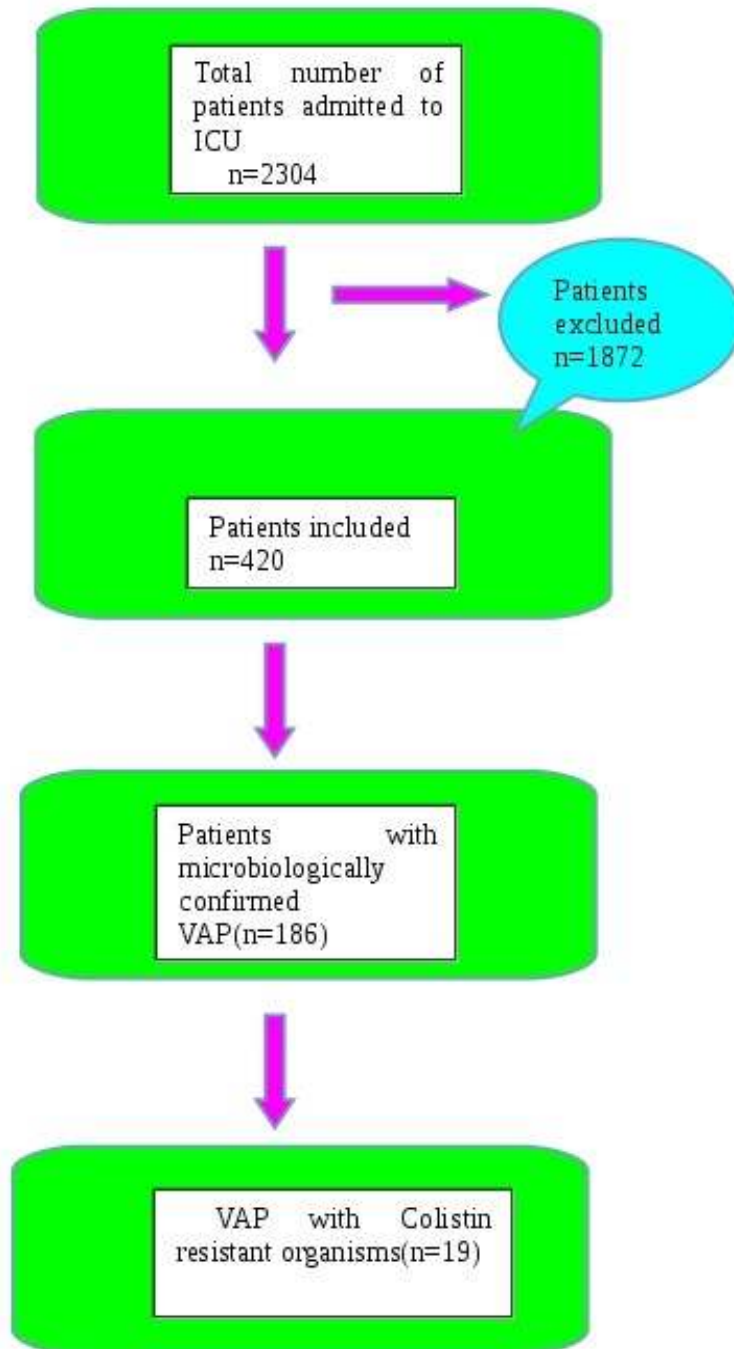 Total number of
patients admitted to
ICU
n=2304
Patients
excluded
n=1872
Patients included
n=420
Patients with
microbiologically
confirmed
VAP(n=186)
VAP with Colistin
resistant organisms(n=19)